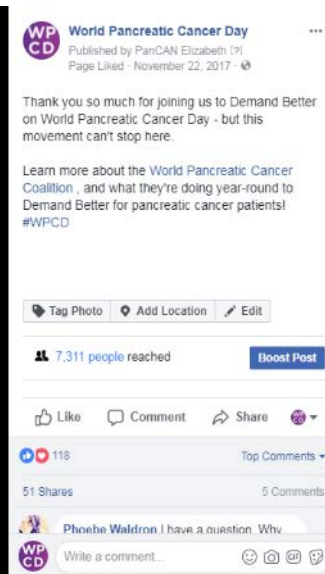 WP
CD
World Pancreatic Cancer Day
Published by PanCAN Elizabeth [?]
Page Liked · November 22, 2017 ·
Thank you so much for joining us to Demand Better
on World Pancreatic Cancer Day - but this
movement can't stop here.
Learn more about the World Pancreatic Cancer
Coalition , and what they're doing year-round to
Demand Better for pancreatic cancer patients!
#WPCD
Tag Photo Add Location Edit
7,311 people reached Boost Post
Like Comment Share
118 Top Comments
51 Shares 5 Comments
Phoebe Waldron I have a question. Why
WP
CD
Write a comment...
GIF